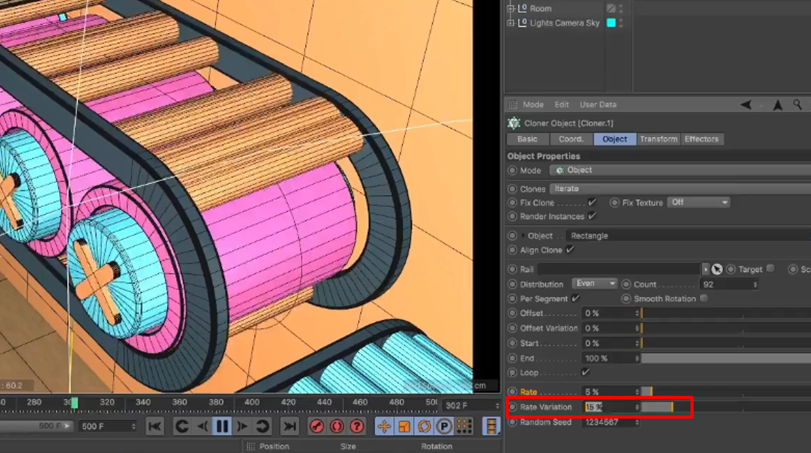 Room
Lights Camera Sky
Mode Edit User Data
Cloner Object [Cloner.1]
Basic Coord. Object Transform Effectors
Object Properties
Mode Object
Clones Iterate
Fix Clone Fix Texture Off
Render Instances
Object Rectangle
Align Clone
Rail Target Sc
Distribution Even Count 92
Per Segment Smooth Rotation
Offset 0 %
Offset Variation 0 %
Start 0 %
End 100 %
Loop
Rate 5 %
Rate Variation 15 %
Random Seed 1234567
: 60.2 cm
280 300 320 340 360 380 400 420 440 460 480 500 302 F
500 F 600 F
Position Size Rotation